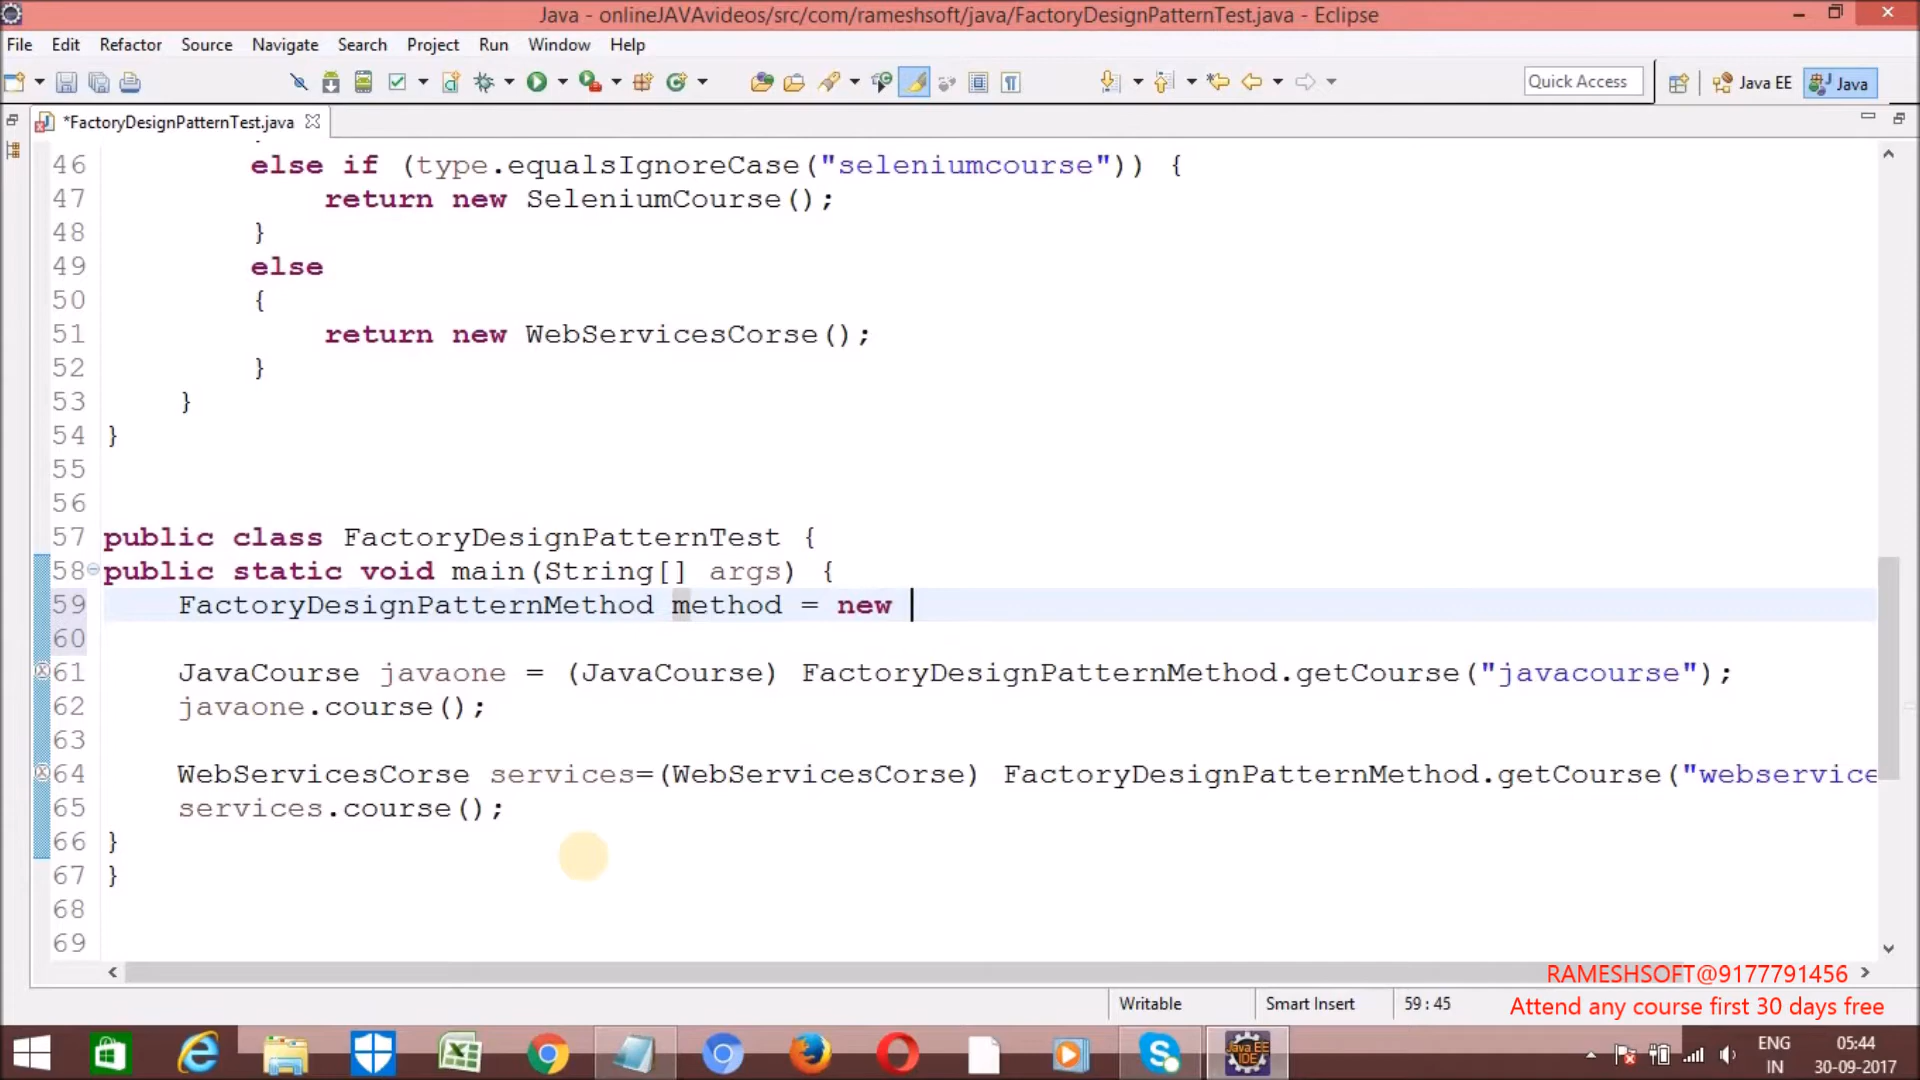 Java - onlineJAVAvideos/src/com/rameshsoft/java/FactoryDesignPatternTest.java - Eclipse
File Edit Refactor Source Navigate Search Project Run Window Help
Quick Access Java EE Java
*FactoryDesignPatternTest.java
46 else if (type.equalsIgnoreCase("seleniumcourse")) {
47 return new SeleniumCourse();
48 }
49 else
50 {
51 return new WebServicesCorse();
52 }
53 }
54 }
55
56
57 public class FactoryDesignPatternTest {
58 public static void main(String[] args) {
59 FactoryDesignPatternMethod method = new
60
61 JavaCourse javaone = (JavaCourse) FactoryDesignPatternMethod.getCourse("javacourse");
62 javaone.course();
63
64 WebServicesCorse services=(WebServicesCorse) FactoryDesignPatternMethod.getCourse("webservice
65 services.course();
66 }
67 }
68
69
RAMESHSOFT@9177791456
Writable Smart Insert 59:45 Attend any course first 30 days free
Java EE IDE
ENG 05:44
IN 30-09-2017